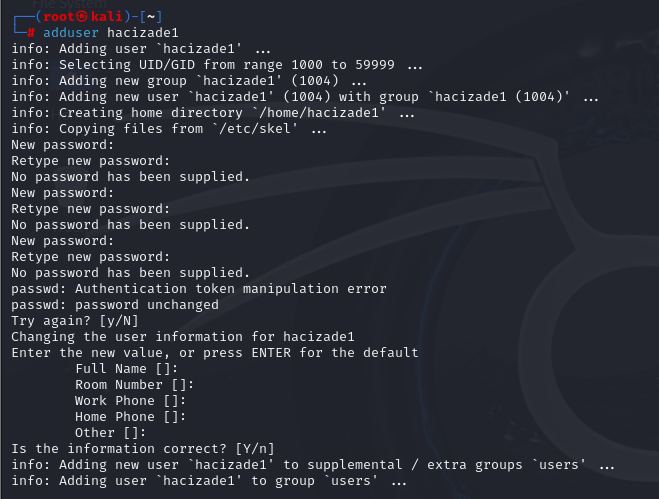 File System
┌──(root㉿kali)-[~]
└─# adduser hacizade1
info: Adding user `hacizade1' ...
info: Selecting UID/GID from range 1000 to 59999 ...
info: Adding new group `hacizade1' (1004) ...
info: Adding new user `hacizade1' (1004) with group `hacizade1 (1004)' ...
info: Creating home directory `/home/hacizade1' ...
info: Copying files from `/etc/skel' ...
New password:
Retype new password:
No password has been supplied.
New password:
Retype new password:
No password has been supplied.
New password:
Retype new password:
No password has been supplied.
passwd: Authentication token manipulation error
passwd: password unchanged
Try again? [y/N]
Changing the user information for hacizade1
Enter the new value, or press ENTER for the default
Full Name []:
Room Number []:
Work Phone []:
Home Phone []:
Other []:
Is the information correct? [Y/n]
info: Adding new user `hacizade1' to supplemental / extra groups `users' ...
info: Adding user `hacizade1' to group `users' ...